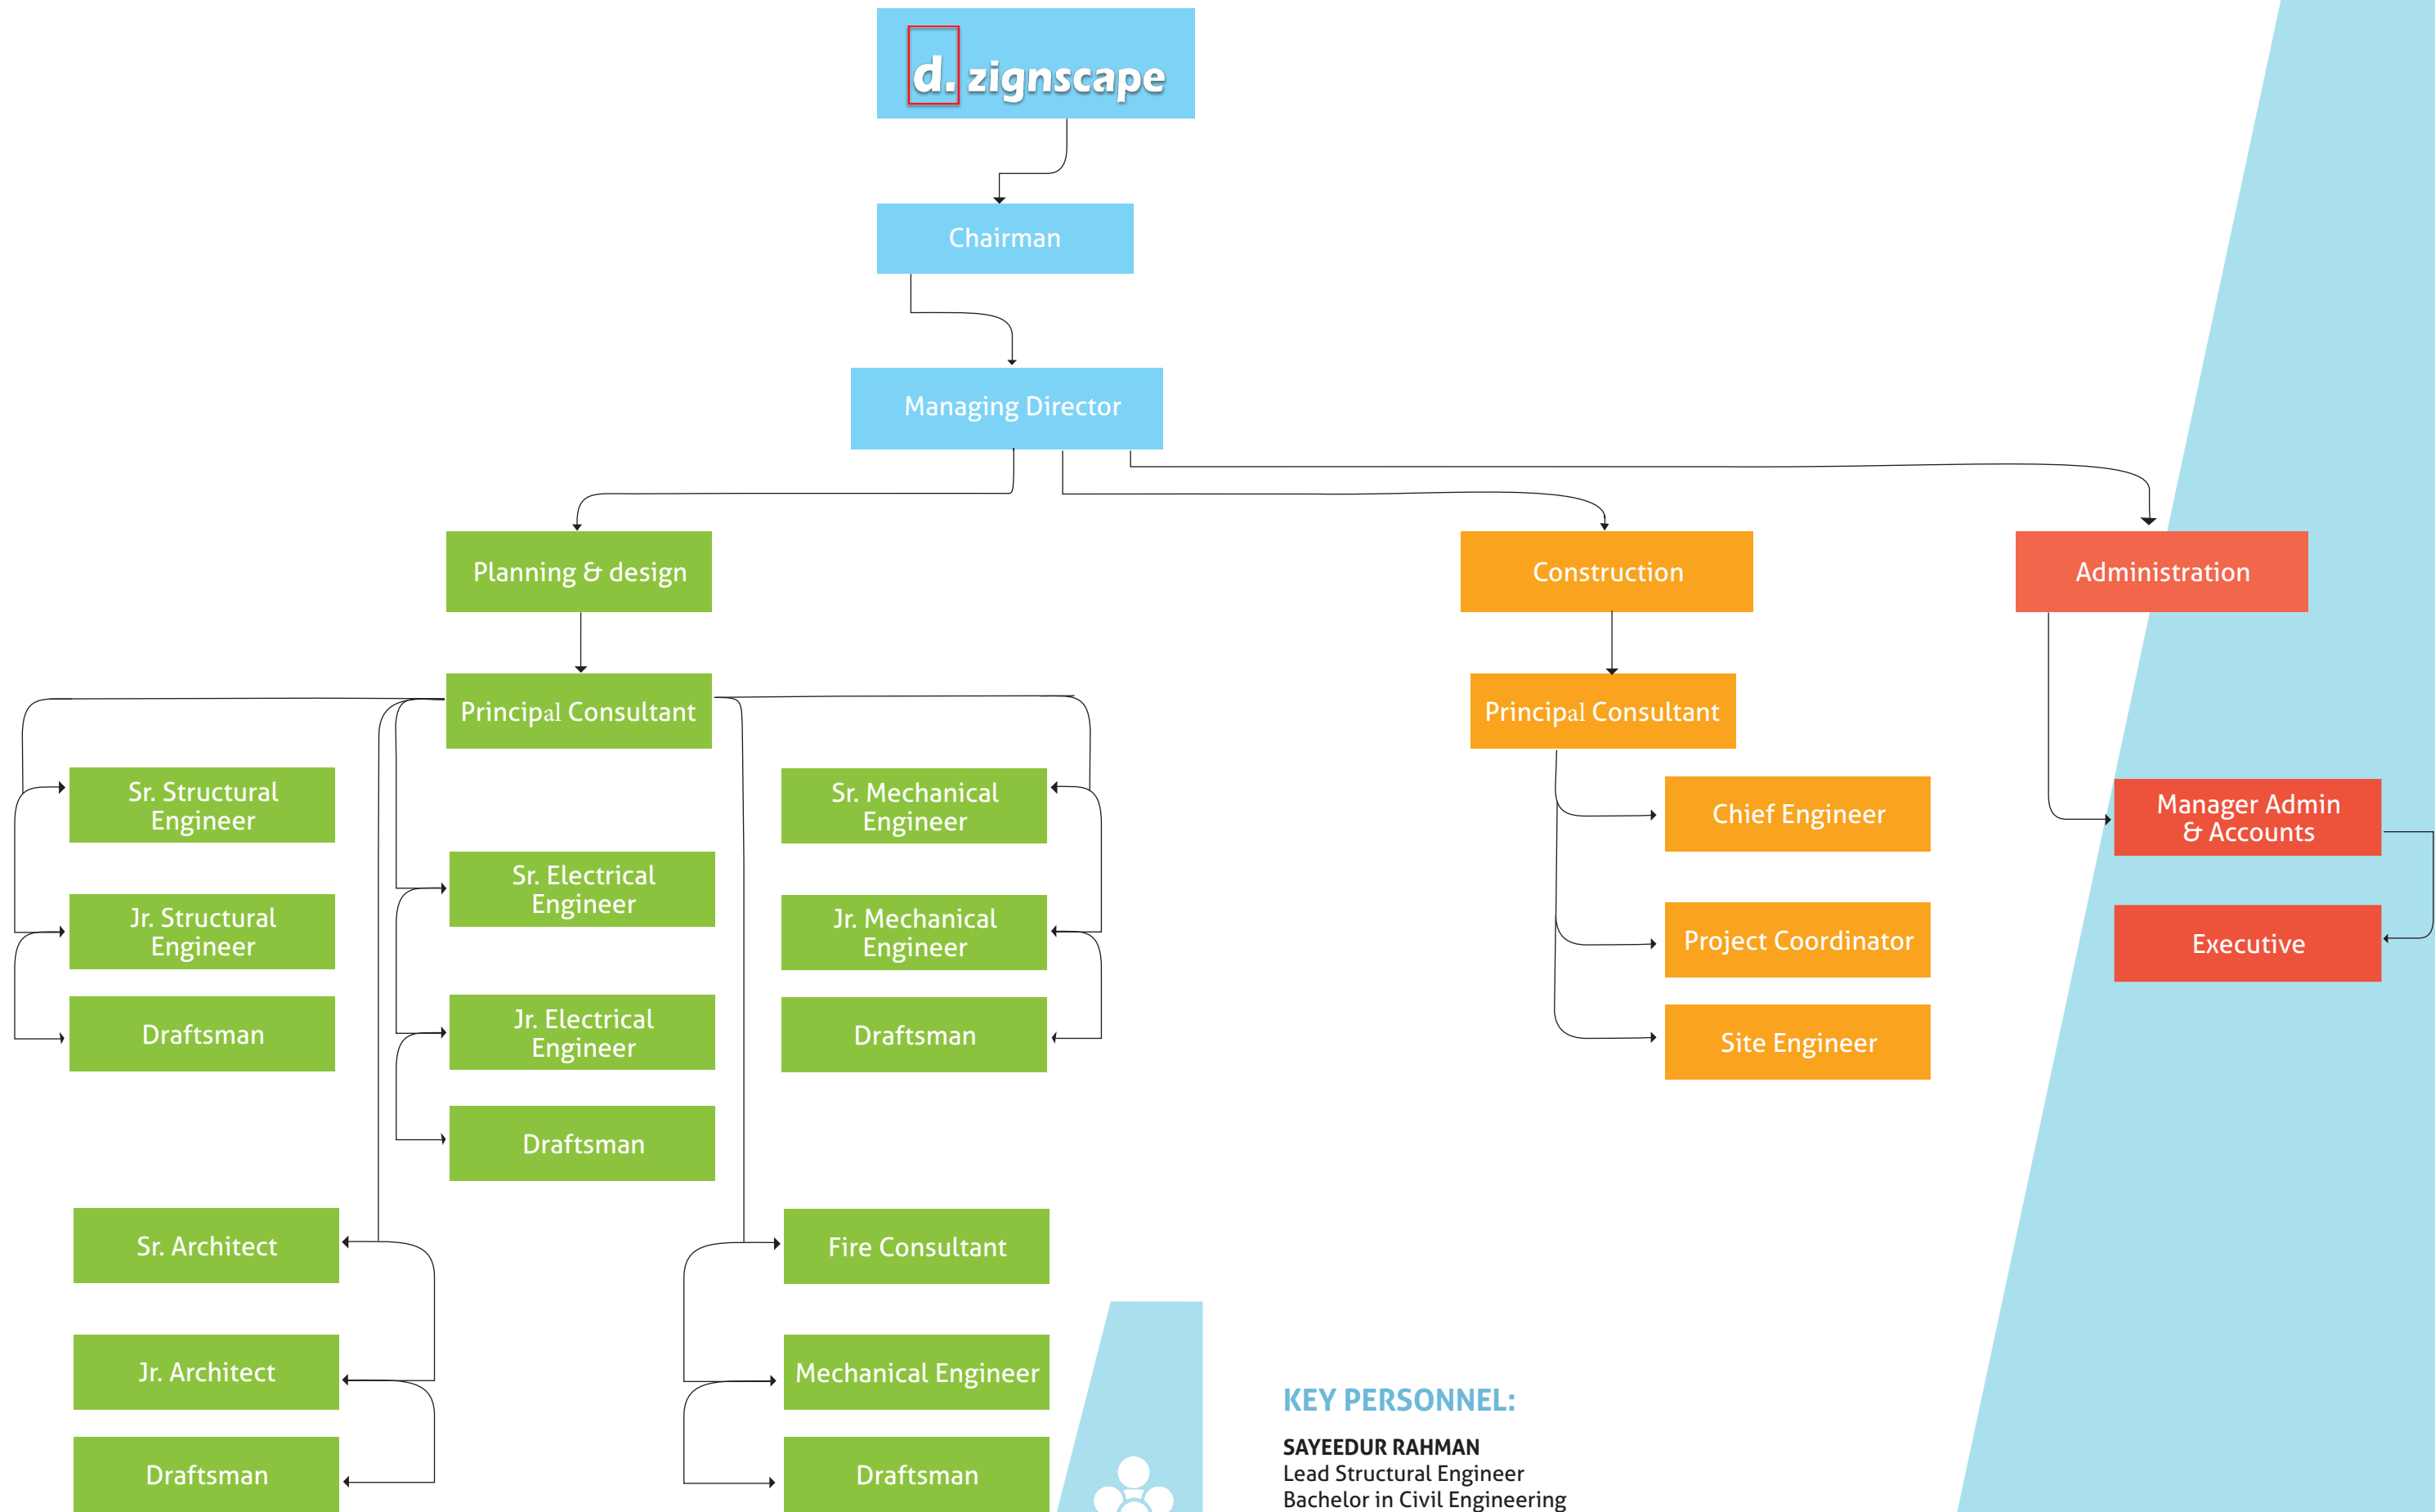 d. zignscape
Chairman
Managing Director
Planning & design
Construction
Administration
Principal Consultant
Principal Consultant
Sr. Structural
Engineer
Jr. Structural
Engineer
Draftsman
Sr. Electrical
Engineer
Jr. Electrical
Engineer
Draftsman
Sr. Mechanical
Engineer
Jr. Mechanical
Engineer
Draftsman
Chief Engineer
Project Coordinator
Site Engineer
Manager Admin
& Accounts
Executive
Sr. Architect
Jr. Architect
Draftsman
Fire Consultant
Mechanical Engineer
Draftsman
KEY PERSONNEL:
SAYEEDUR RAHMAN
Lead Structural Engineer
Bachelor in Civil Engineering